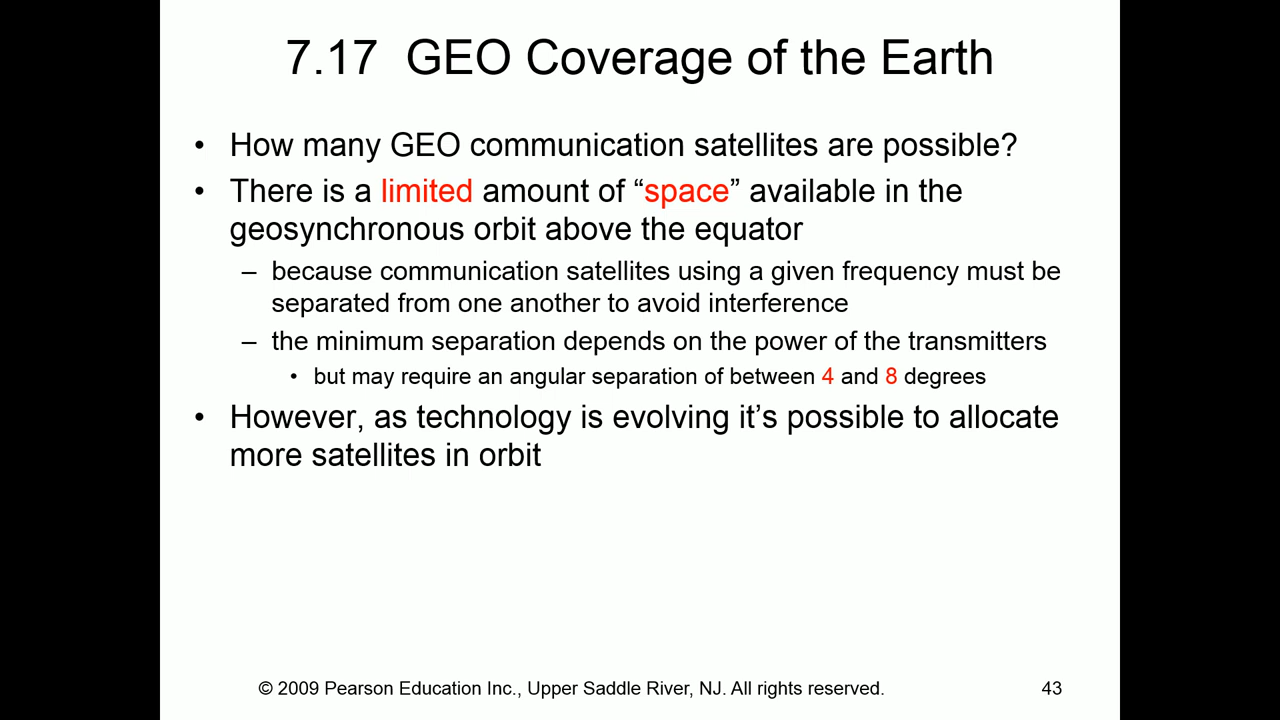 7.17 GEO Coverage of the Earth
• How many GEO communication satellites are possible?
• There is a limited amount of “space” available in the
geosynchronous orbit above the equator
– because communication satellites using a given frequency must be
separated from one another to avoid interference
– the minimum separation depends on the power of the transmitters
• but may require an angular separation of between 4 and 8 degrees
• However, as technology is evolving it’s possible to allocate
more satellites in orbit
© 2009 Pearson Education Inc., Upper Saddle River, NJ. All rights reserved.
43